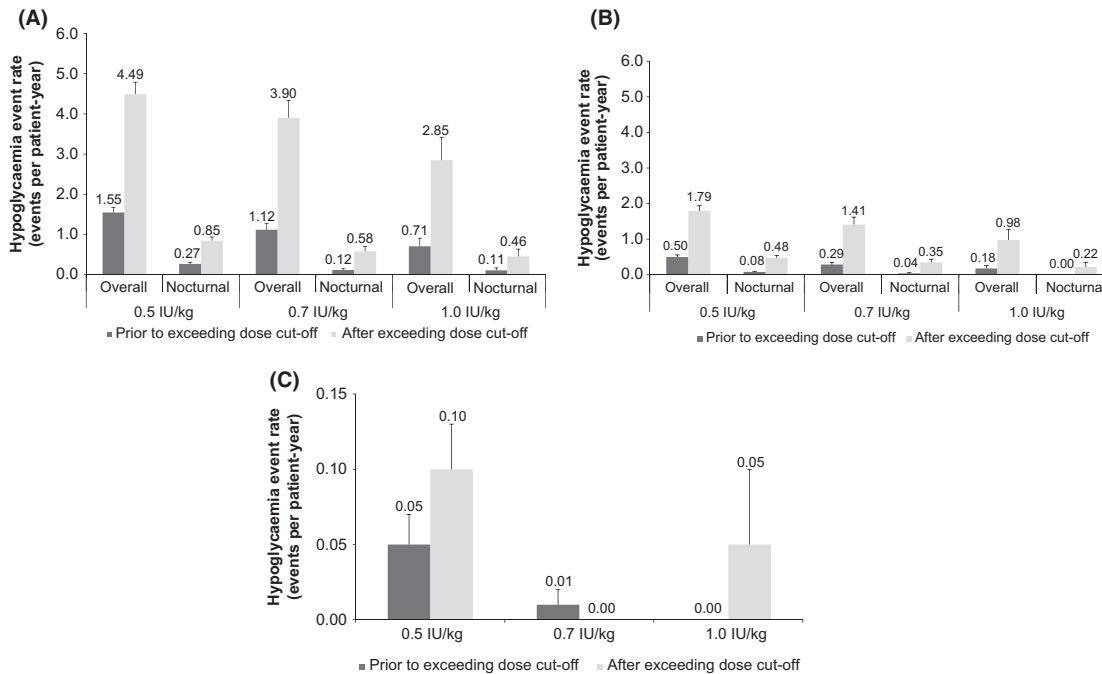 (A)
Hypoglycaemia event rate
(events per patient-year)
6.0
5.0
4.0
3.0
2.0
1.0
0.0
4.49
3.90
2.85
1.55
0.85
0.27
1.12
0.58
0.12
0.71
0.46
0.11
Overall Nocturnal Overall Nocturnal Overall Nocturnal
0.5 IU/kg 0.7 IU/kg 1.0 IU/kg
Prior to exceeding dose cut-off After exceeding dose cut-off
(B)
Hypoglycaemia event rate
(events per patient-year)
6.0
5.0
4.0
3.0
2.0
1.0
0.0
1.79
1.41
0.98
0.50
0.48
0.08
0.29
0.35
0.04
0.18
0.00
0.22
Overall Nocturnal Overall Nocturnal Overall Nocturna
0.5 IU/kg 0.7 IU/kg 1.0 IU/kg
Prior to exceeding dose cut-off After exceeding dose cut-off
(C)
Hypoglycaemia event rate
(events per patient-year)
0.15
0.10
0.05
0.00
0.10
0.05
0.05
0.01
0.00
0.00
0.5 IU/kg 0.7 IU/kg 1.0 IU/kg
Prior to exceeding dose cut-off After exceeding dose cut-off